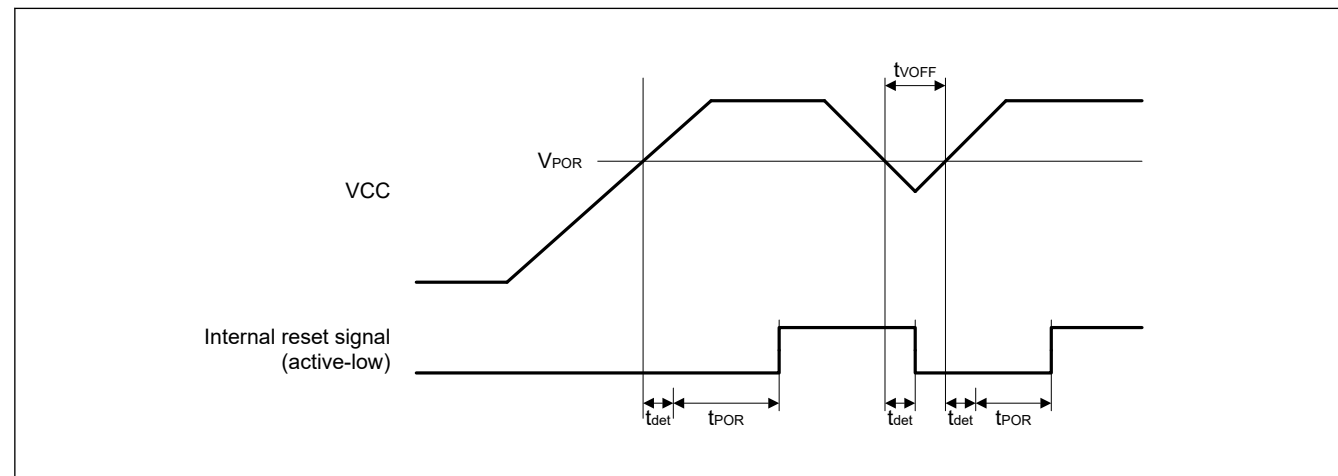 tVOFF
VPOR
VCC
Internal reset signal
(active-low)
tdet
tPOR
tdet
tdet
tPOR